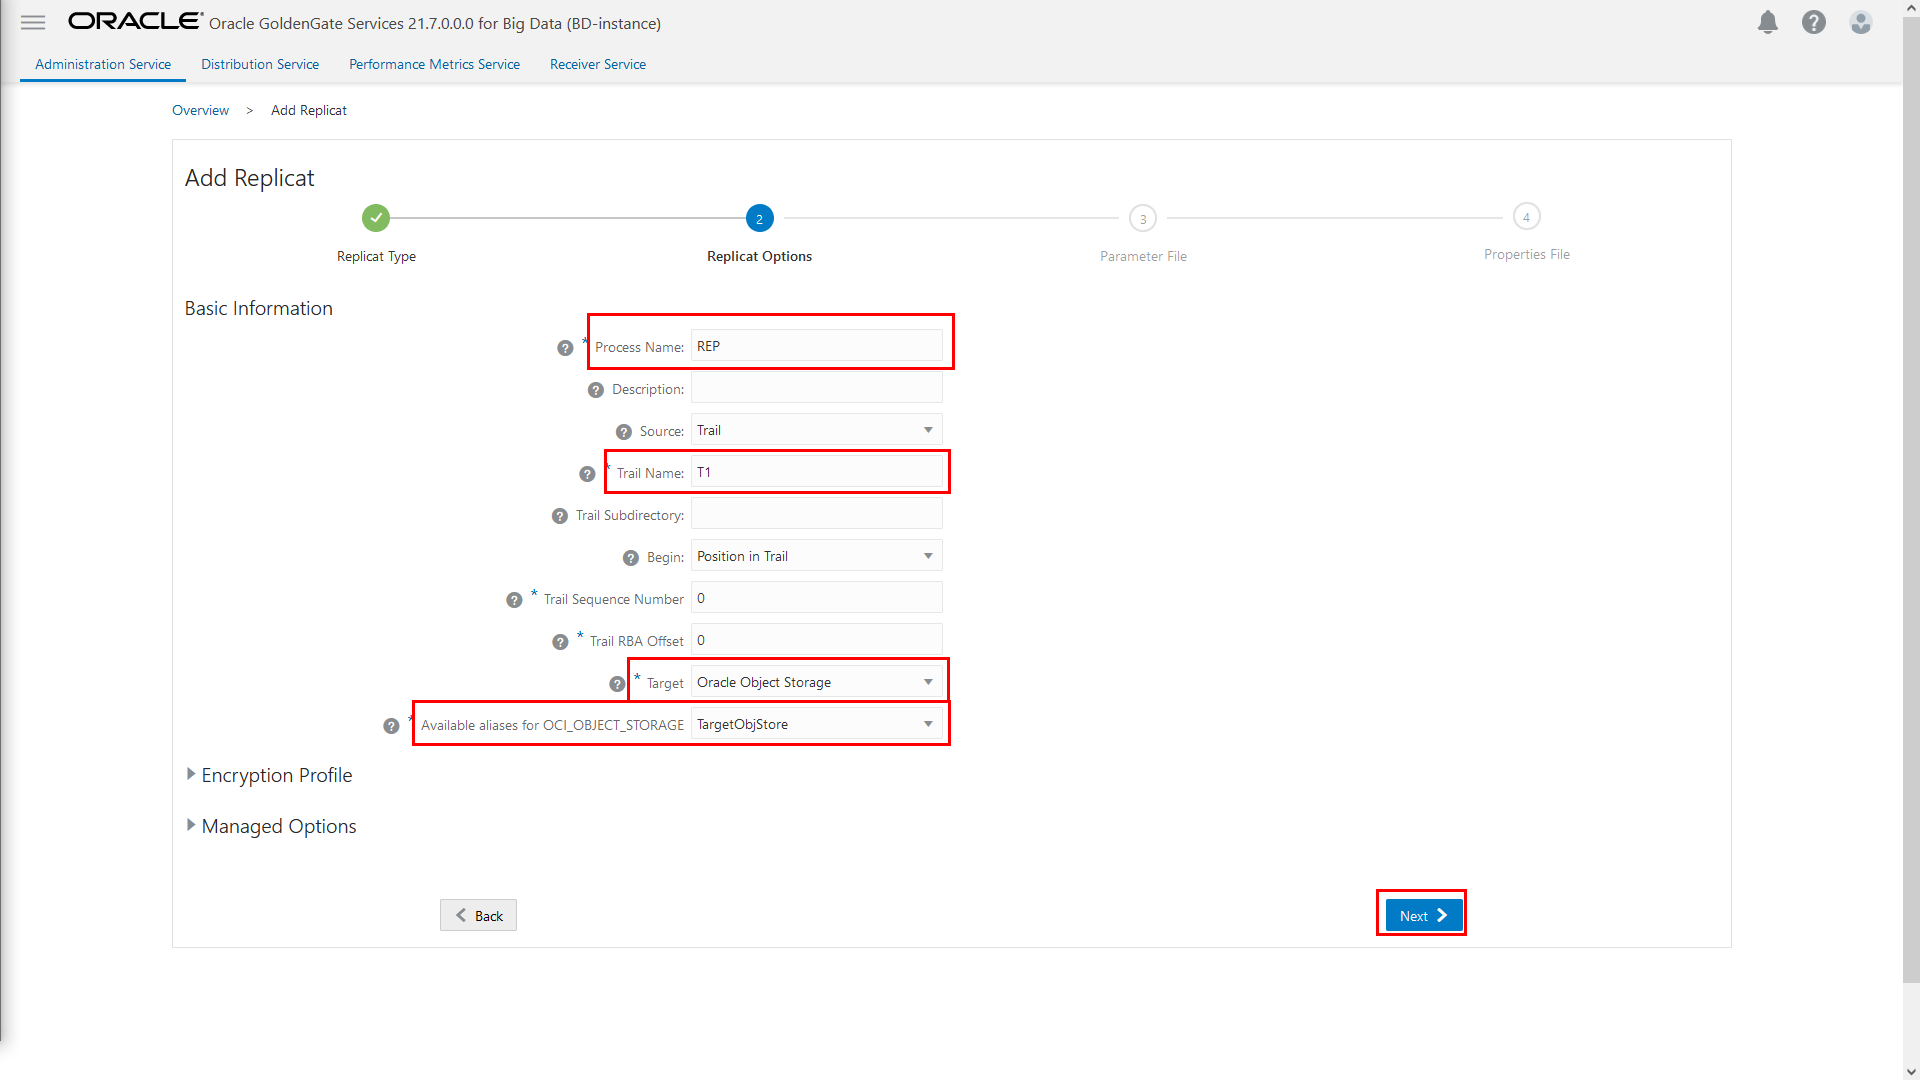 ORACLE Oracle GoldenGate Services 21.7.0.0.0 for Big Data (BD-instance)
Administration Service Distribution Service Performance Metrics Service Receiver Service
Overview > Add Replicat
Add Replicat
2 3 4
Replicat Type Replicat Options Parameter File Properties File
Basic Information
? * Process Name: REP
? Description:
? Source: Trail
? * Trail Name: T1
? Trail Subdirectory:
? Begin: Position in Trail
? * Trail Sequence Number 0
? * Trail RBA Offset 0
? * Target Oracle Object Storage
? * Available aliases for OCI_OBJECT_STORAGE TargetObjStore
Encryption Profile
Managed Options
Back Next